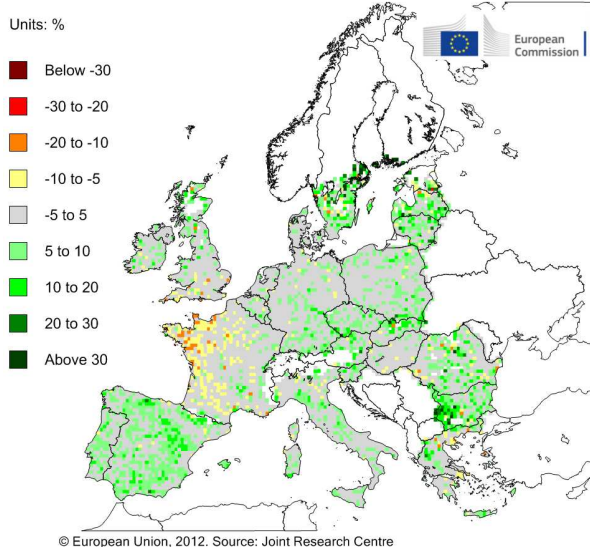 Units: %
European
Commission
Below -30
-30 to -20
-20 to -10
-10 to -5
-5 to 5
5 to 10
10 to 20
20 to 30
Above 30
© European Union, 2012. Source: Joint Research Centre